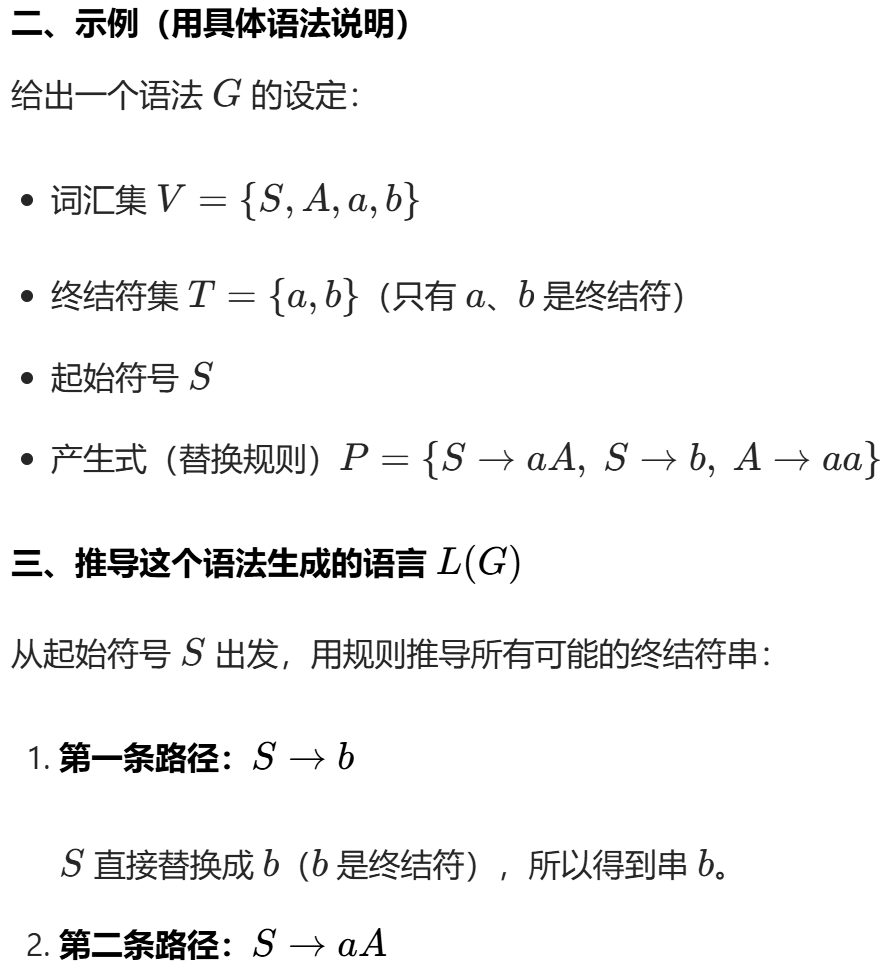 二、示例（用具体语法说明）
给出一个语法 G 的设定：
• 词汇集 V = {S, A, a, b}
• 终结符集 T = {a, b}（只有 a、b 是终结符）
• 起始符号 S
• 产生式（替换规则）P = {S → aA, S → b, A → aa}
三、推导这个语法生成的语言 L(G)
从起始符号 S 出发，用规则推导所有可能的终结符串：
1. 第一条路径：S → b
S 直接替换成 b（b 是终结符），所以得到串 b。
2. 第二条路径：S → aA